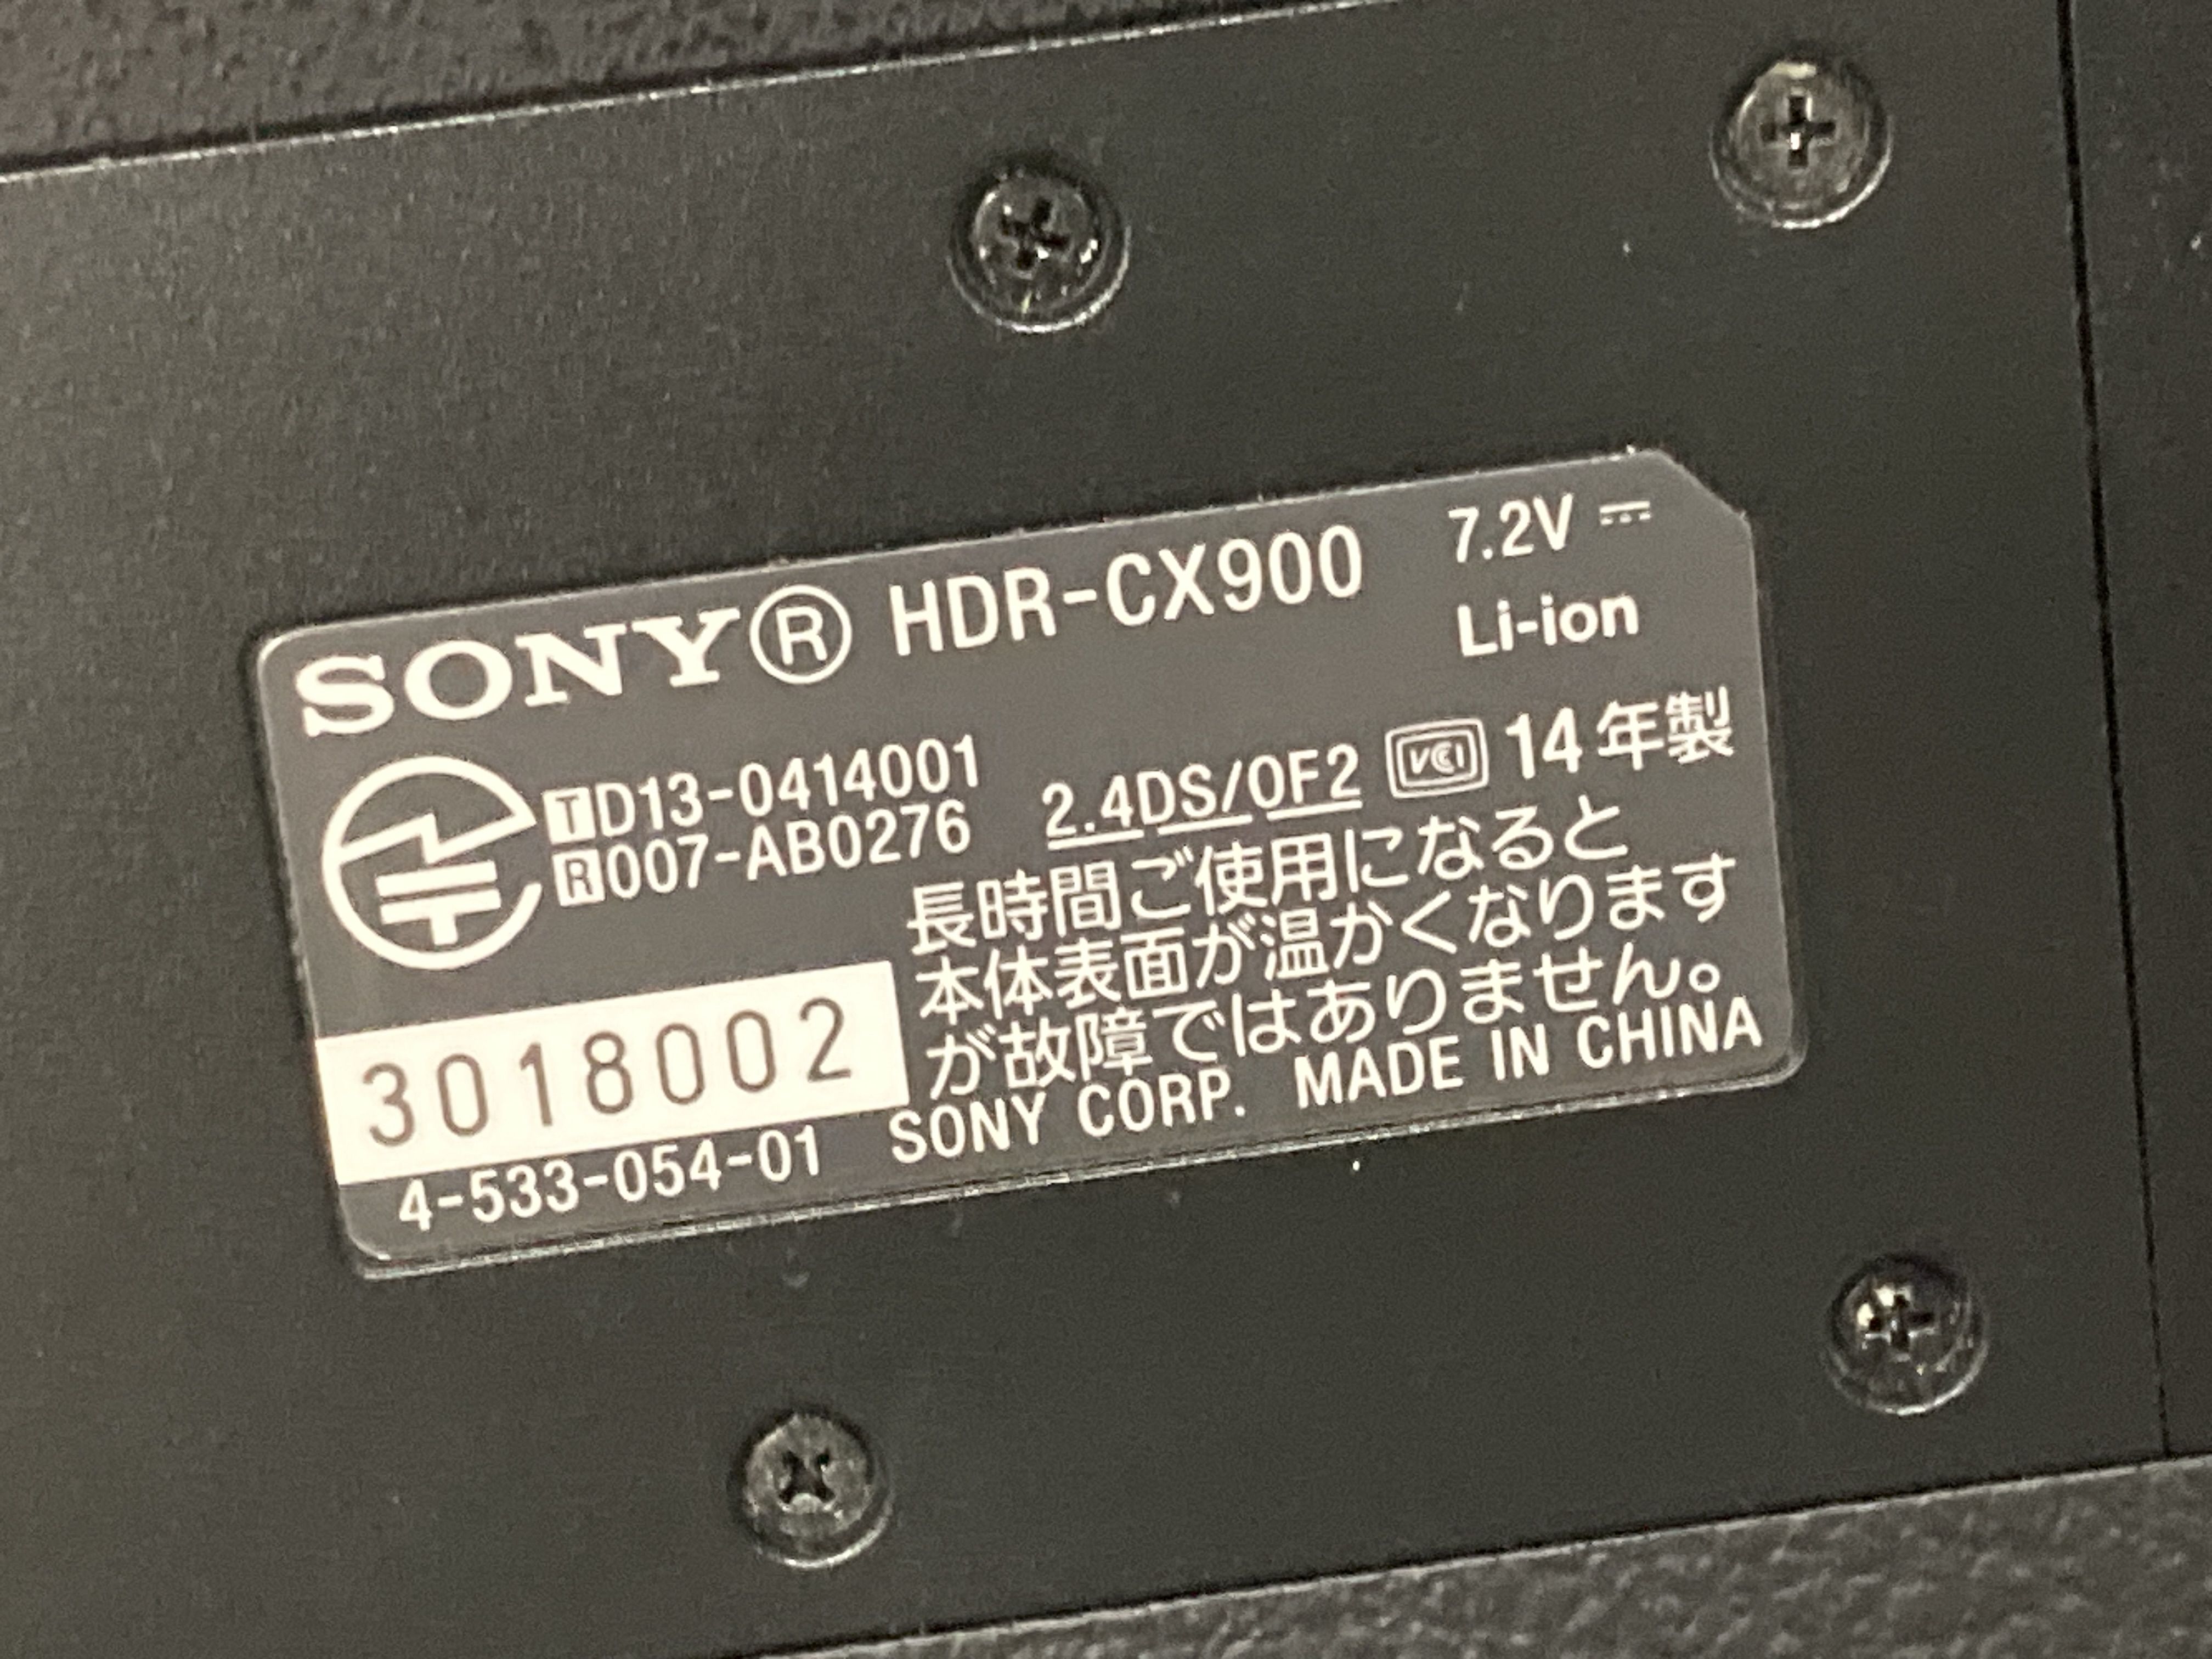 SONY® HDR-CX900 7.2V ⎓
Li-ion
TD13-0414001
R007-AB0276
2.4DS/OF2 VCCI 14年製
長時間ご使用になると
本体表面が温かくなります
が故障ではありません。
3018002
4-533-054-01 SONY CORP. MADE IN CHINA